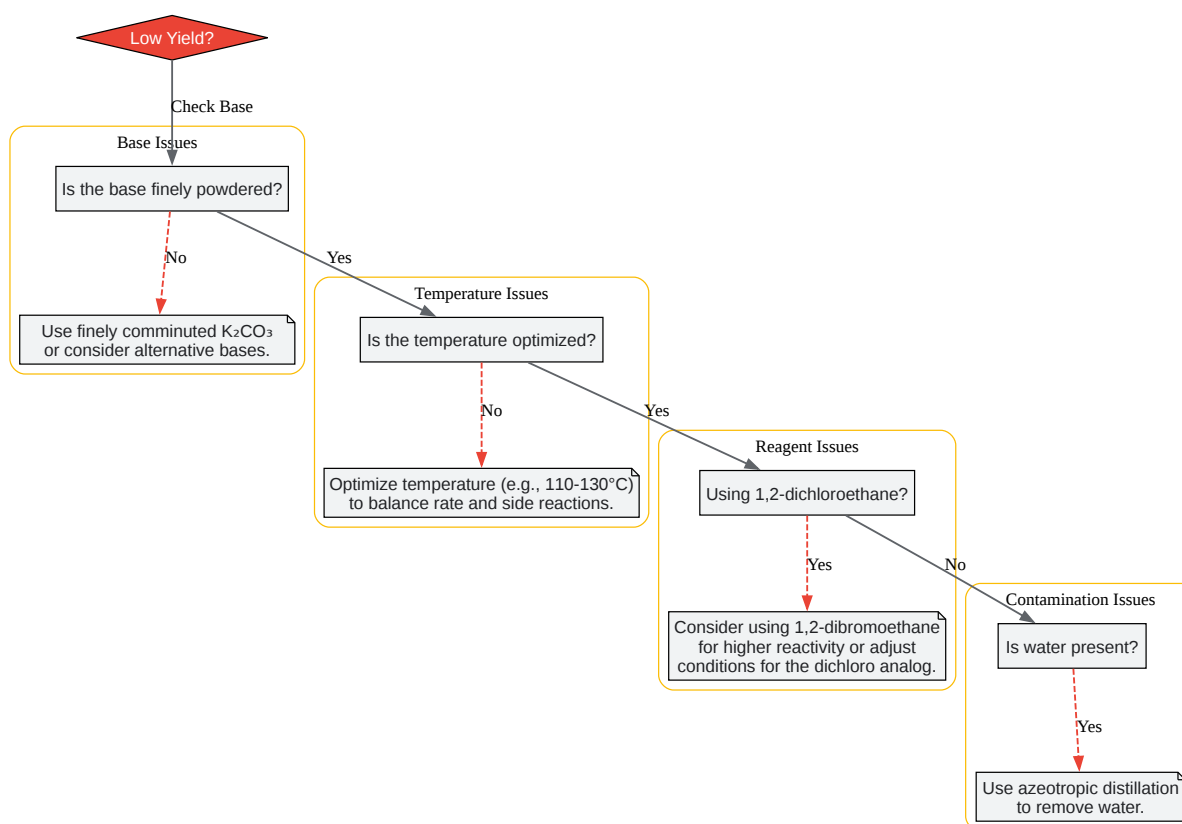 Low Yield?
Check Base
Base Issues
Is the base finely powdered?
No
Yes
Use finely comminuted K₂CO₃
or consider alternative bases.
Temperature Issues
Is the temperature optimized?
No
Yes
Optimize temperature (e.g., 110-130°C)
to balance rate and side reactions.
Reagent Issues
Using 1,2-dichloroethane?
Yes
No
Consider using 1,2-dibromoethane
for higher reactivity or adjust
conditions for the dichloro analog.
Contamination Issues
Is water present?
Yes
Use azeotropic distillation
to remove water.